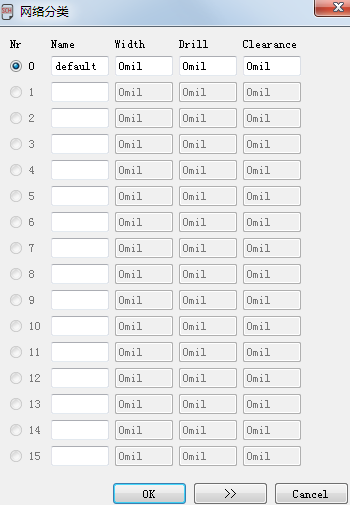 网络分类
Nr Name Width Drill Clearance
0 default 0mil 0mil 0mil
1 0mil 0mil 0mil
2 0mil 0mil 0mil
3 0mil 0mil 0mil
4 0mil 0mil 0mil
5 0mil 0mil 0mil
6 0mil 0mil 0mil
7 0mil 0mil 0mil
8 0mil 0mil 0mil
9 0mil 0mil 0mil
10 0mil 0mil 0mil
11 0mil 0mil 0mil
12 0mil 0mil 0mil
13 0mil 0mil 0mil
14 0mil 0mil 0mil
15 0mil 0mil 0mil
OK >> Cancel